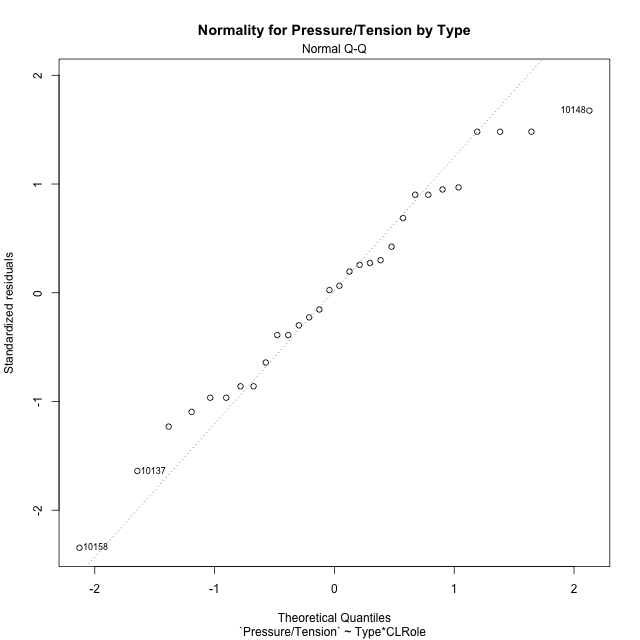 Normality for Pressure/Tension by Type
Normal Q-Q
2
1
0
-1
-2
Standardized residuals
10148
10137
10158
-2 -1 0 1 2
Theoretical Quantiles
`Pressure/Tension` ~ Type*CLRole